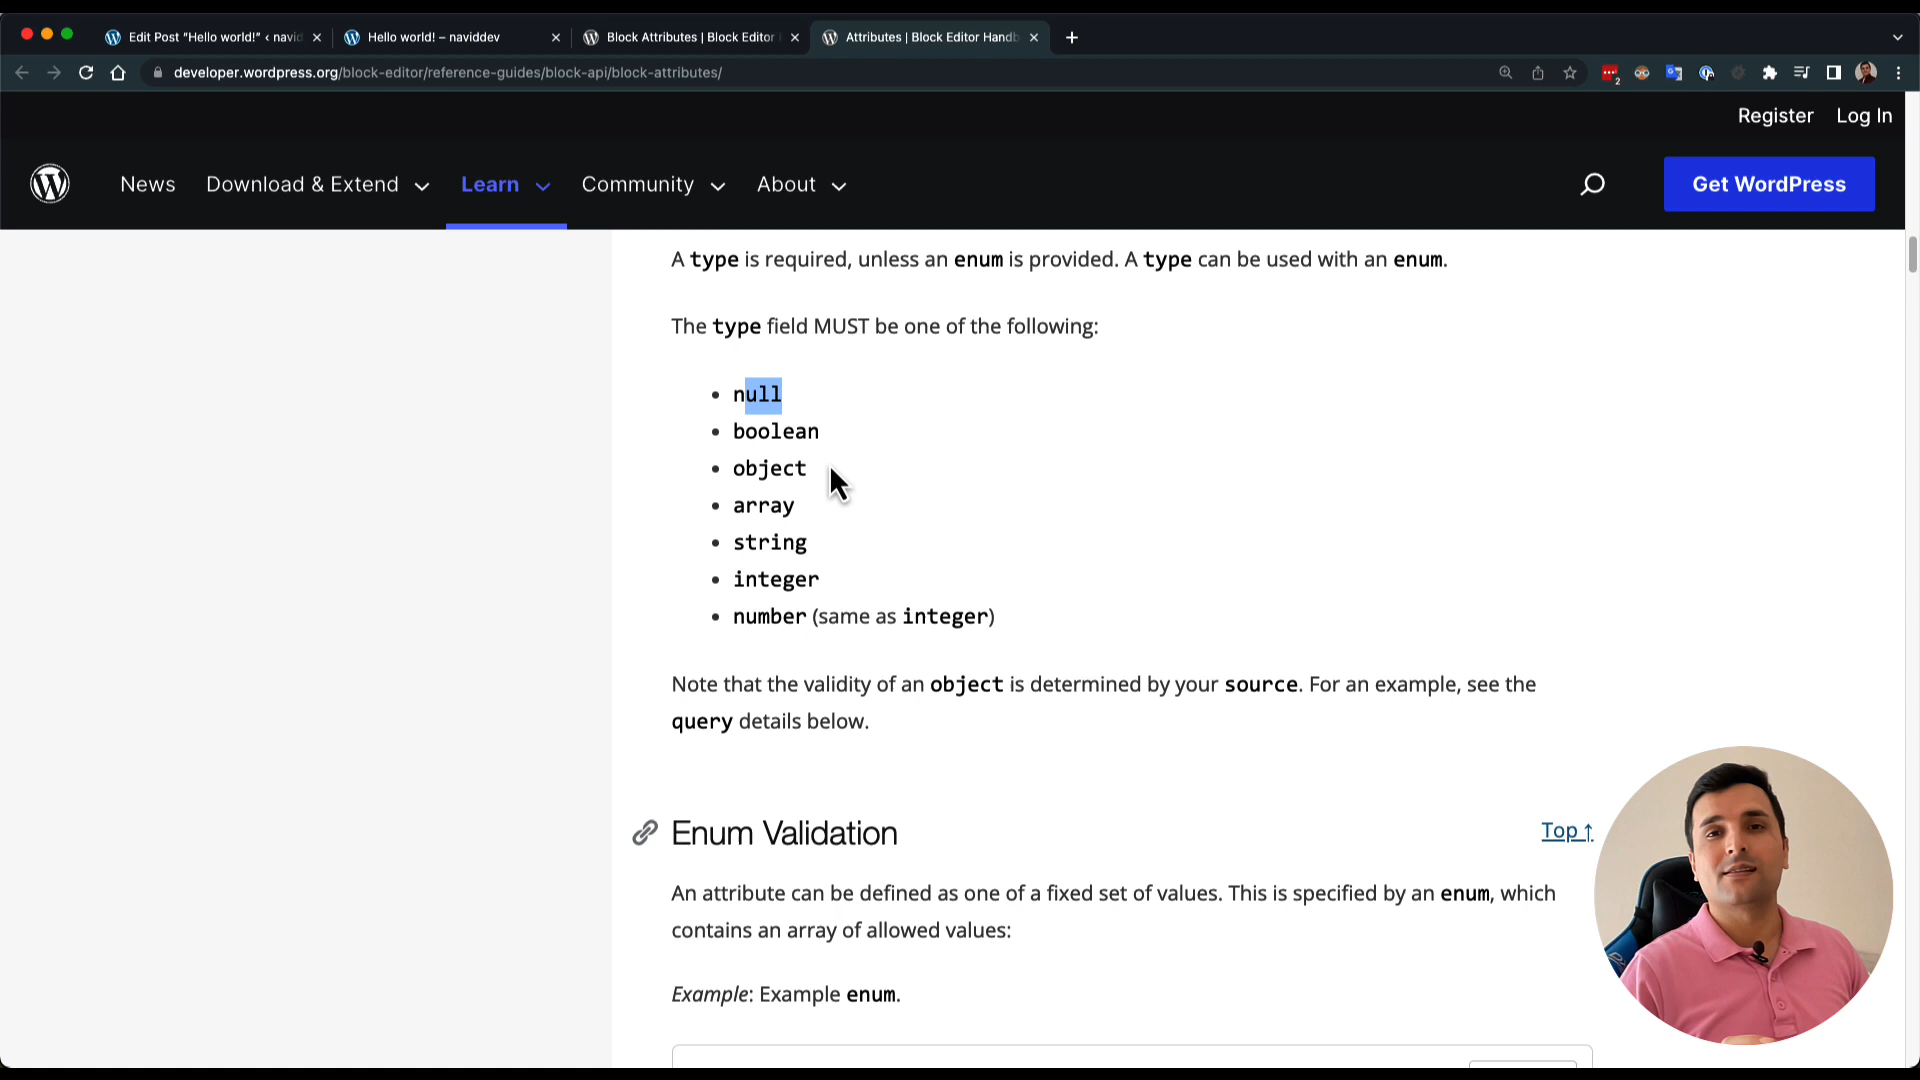 Edit Post "Hello world!" ‹ navid
Hello world! – naviddev
Block Attributes | Block Editor
Attributes | Block Editor Handb
developer.wordpress.org/block-editor/reference-guides/block-api/block-attributes/
2
Register Log In
News Download & Extend Learn Community About Get WordPress
A type is required, unless an enum is provided. A type can be used with an enum.
The type field MUST be one of the following:
• null
• boolean
• object
• array
• string
• integer
• number (same as integer)
Note that the validity of an object is determined by your source. For an example, see the
query details below.
Enum Validation
Top ↑
An attribute can be defined as one of a fixed set of values. This is specified by an enum, which
contains an array of allowed values:
Example: Example enum.